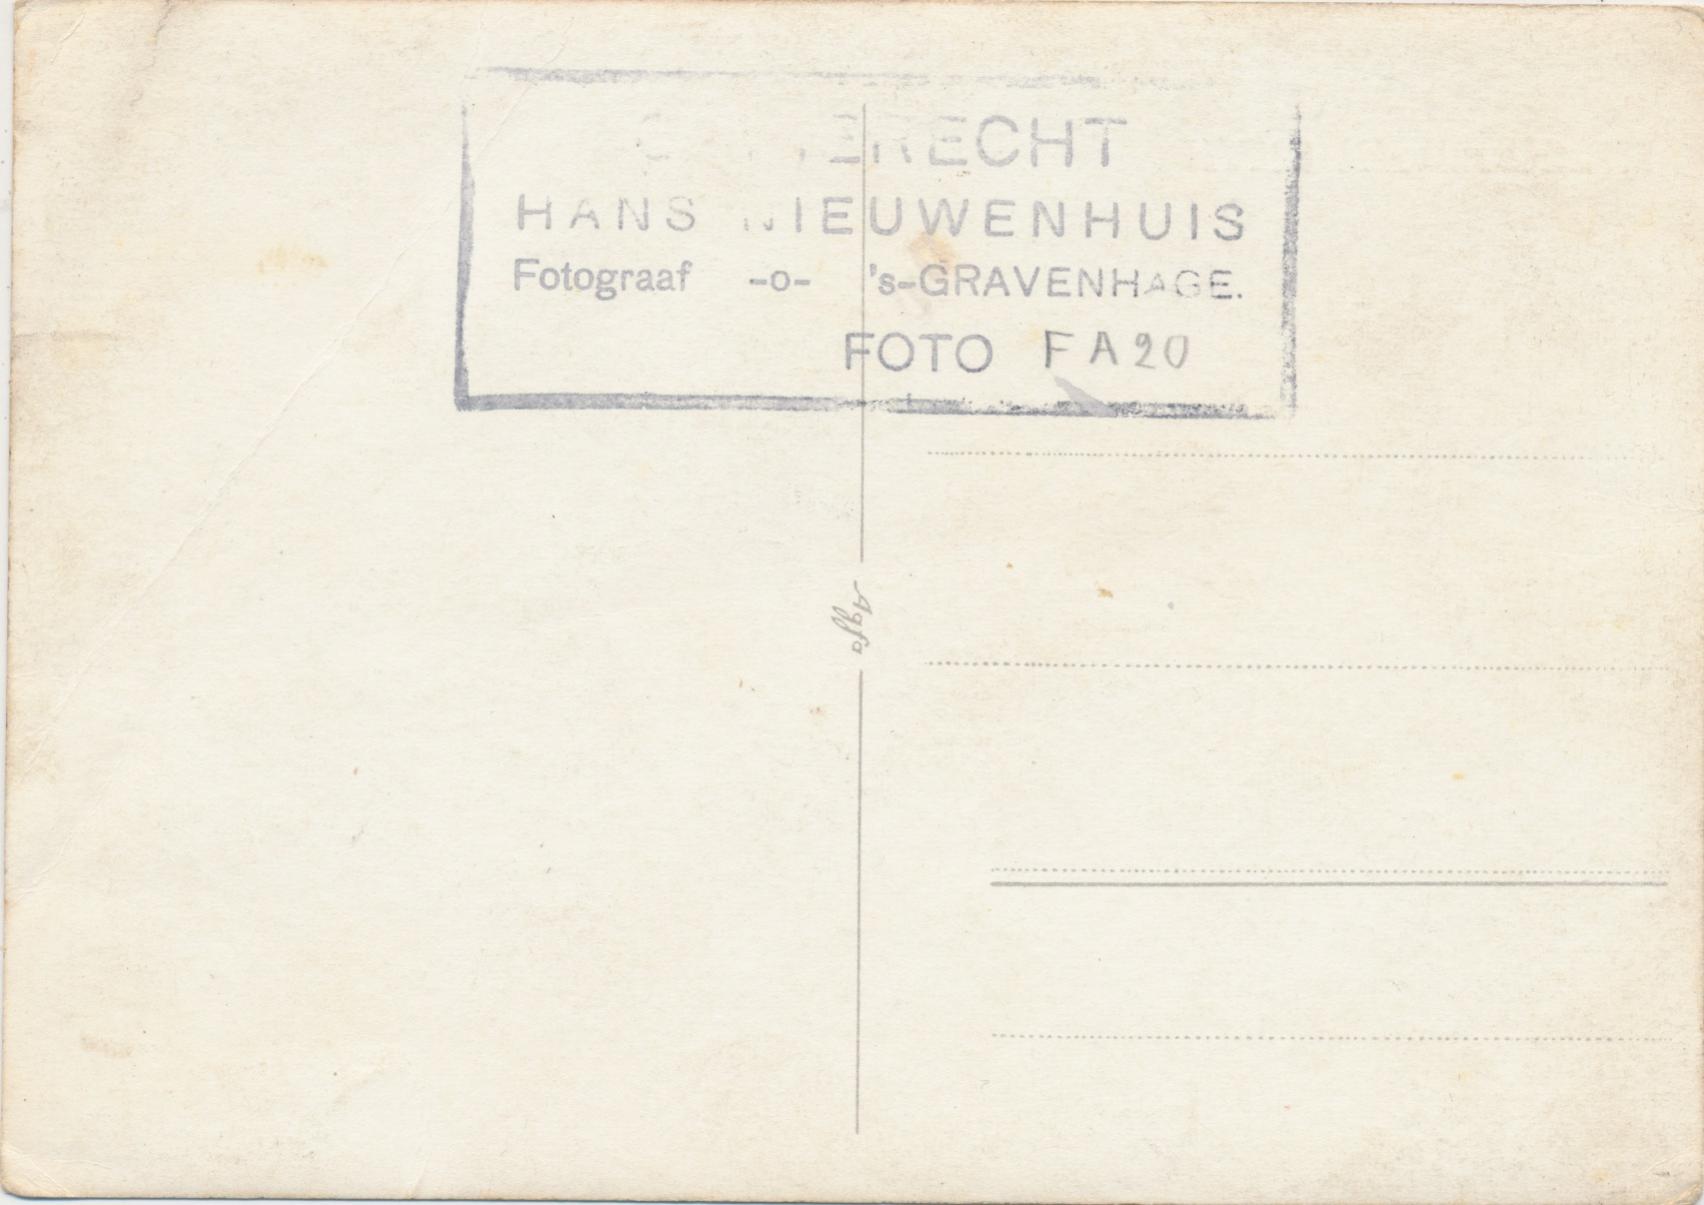 HANS NIEUWENHUIS
Fotograaf -o- 's-GRAVENHAGE.
FOTO FA20
Agfa